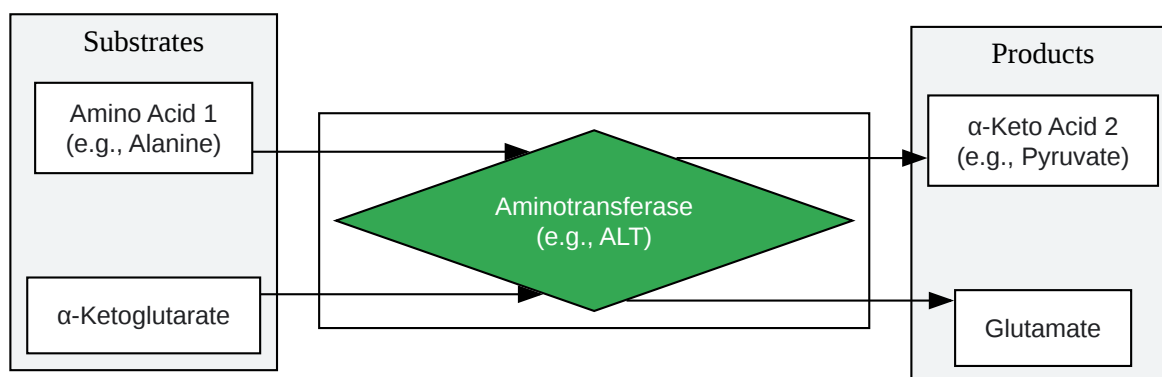 Substrates
Amino Acid 1
(e.g., Alanine)
α-Ketoglutarate
Aminotransferase
(e.g., ALT)
Products
α-Keto Acid 2
(e.g., Pyruvate)
Glutamate